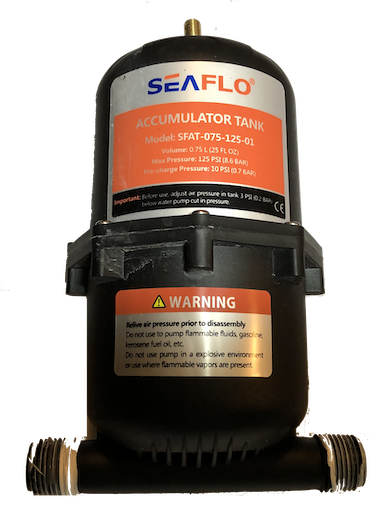 SEAFLO®
ACCUMULATOR TANK
Model: SFAT-075-125-01
Volume: 0.75 L (25 FL OZ)
Max Pressure: 125 PSI (8.6 BAR)
Pre-charge Pressure: 10 PSI (0.7 BAR)
Important: Before use, adjust air pressure in tank 3 PSI (0.2 BAR)
below water pump cut in pressure. CE
WARNING
Relive air pressure prior to disassembly
Do not use to pump flammable fluids, gasoline,
kerosene fuel oil, etc.
Do not use pump in a explosive environment
or use where flammable vapors are present.